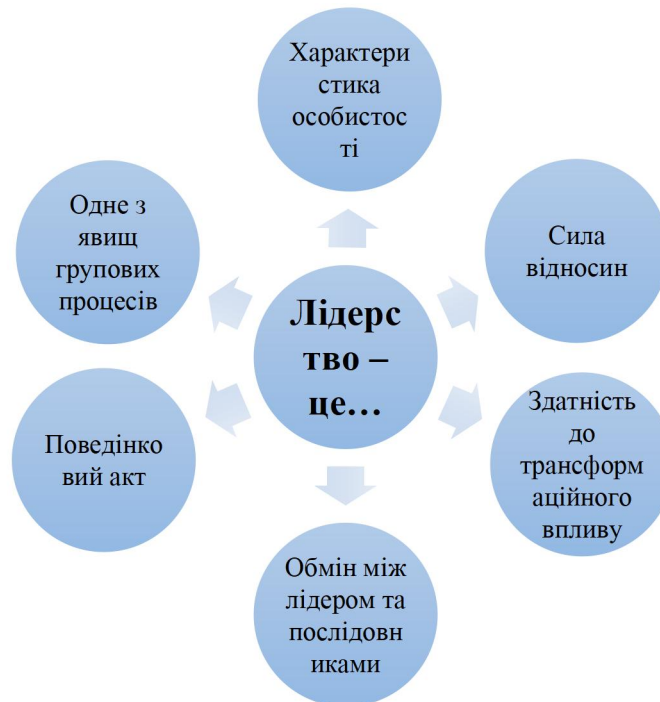 Характери
стика
особистос
ті
Одне з
явищ
групових
процесів
Сила
відносин
Лідерс
тво –
це...
Поведінко
вий акт
Здатність
до
трансформ
аційного
впливу
Обмін між
лідером та
послідовн
иками